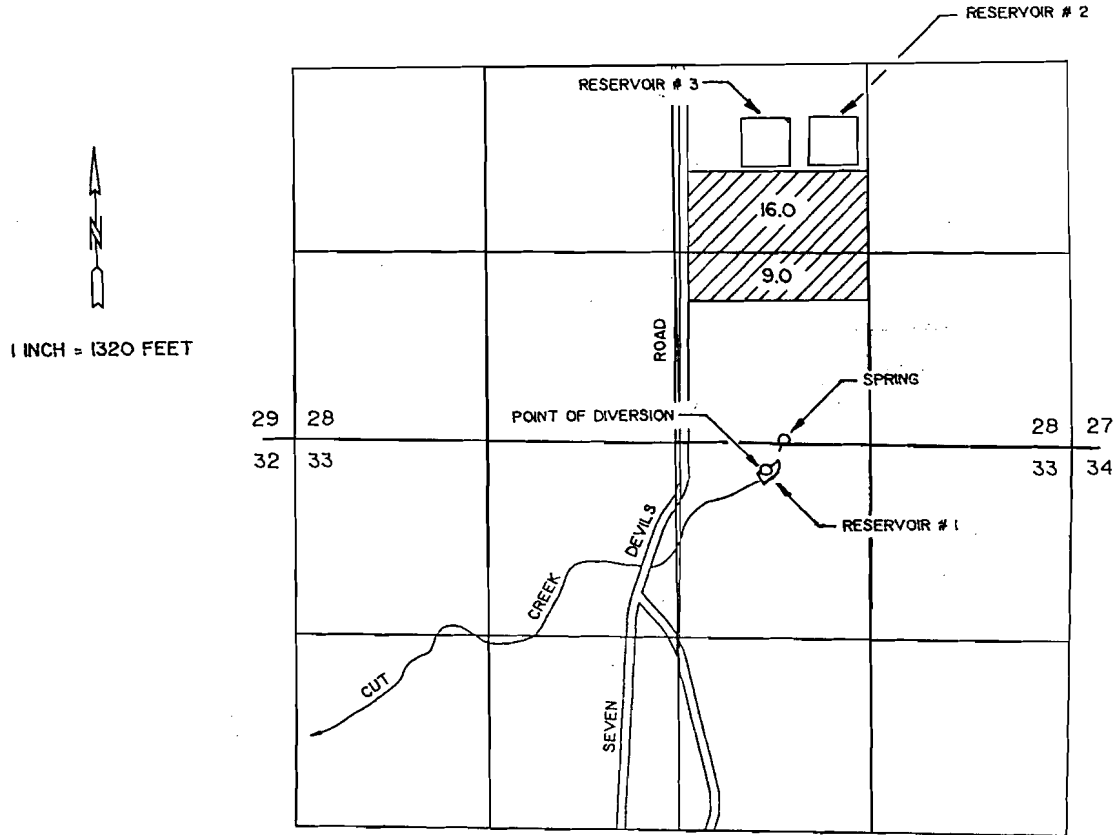 RESERVOIR # 2
RESERVOIR # 3
N
16.0
9.0
1 INCH = 1320 FEET
ROAD
SPRING
POINT OF DIVERSION
29 28
28 27
32 33
33 34
RESERVOIR # 1
DEVILS
CREEK
CUT
SEVEN